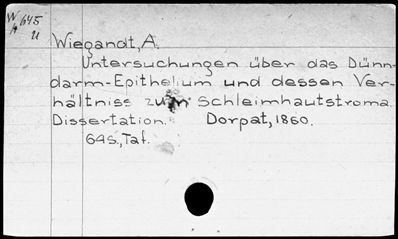 W 645
A u
Wiegandt, A.
Untersuchungen über das Dünn-
darm-Epithelium und dessen Ver-
hältniss zum Schleimhautstroma.
Dissertation. Dorpat, 1860.
64S., Taf.